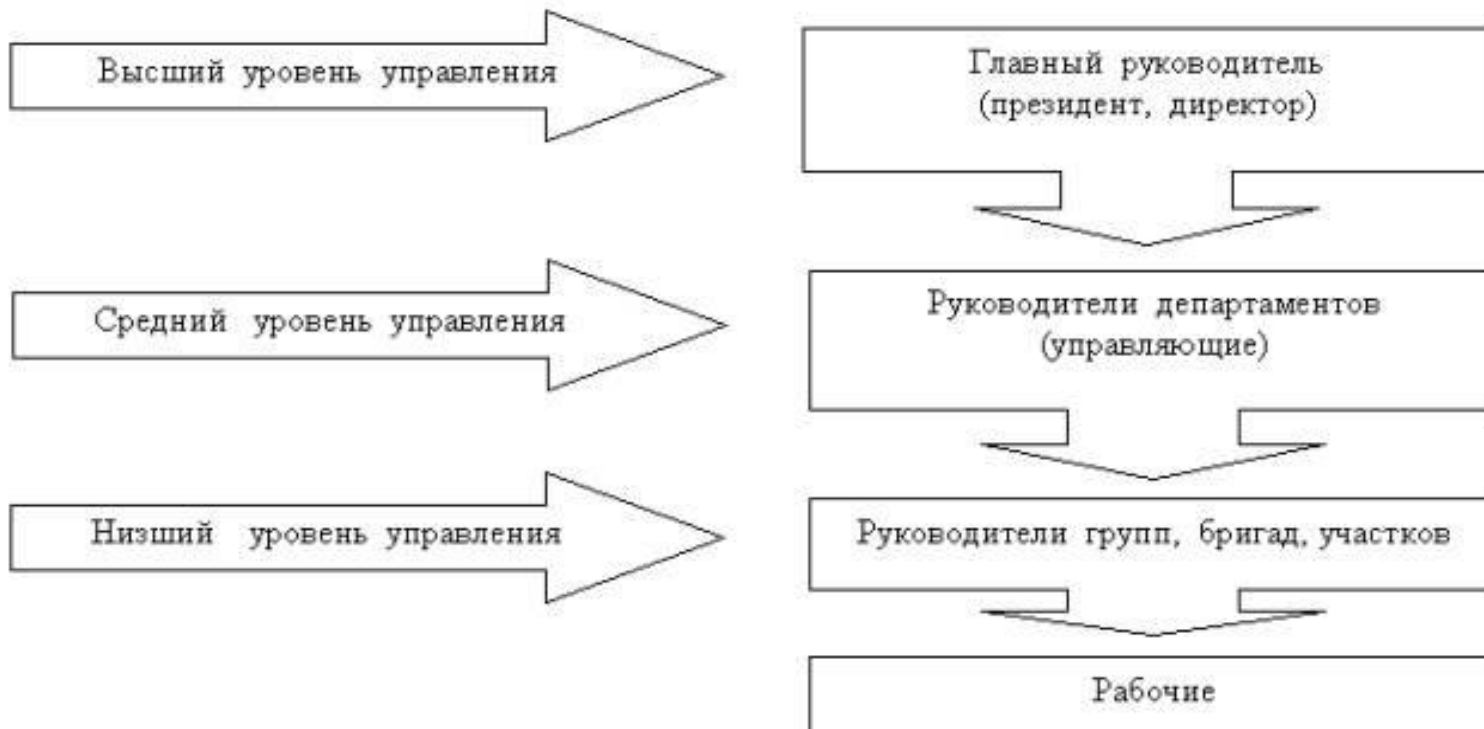 Высший уровень управления
Главный руководитель
(президент, директор)
Средний уровень управления
Руководители департаментов
(управляющие)
Низший уровень управления
Руководители групп, бригад, участков
Рабочие